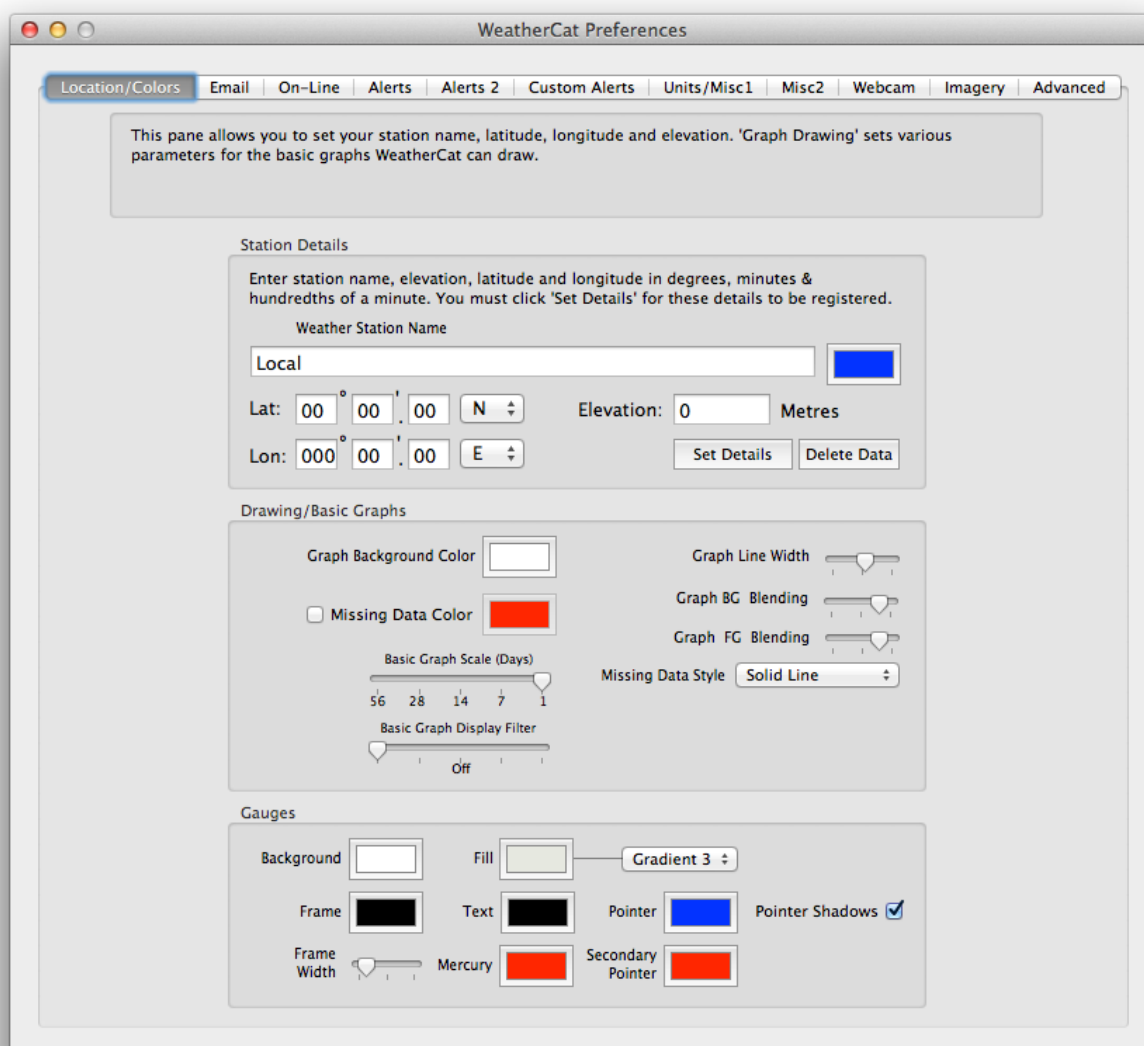 WeatherCat Preferences
Location/Colors Email On-Line Alerts Alerts 2 Custom Alerts Units/Misc1 Misc2 Webcam Imagery Advanced
This pane allows you to set your station name, latitude, longitude and elevation. 'Graph Drawing' sets various
parameters for the basic graphs WeatherCat can draw.
Station Details
Enter station name, elevation, latitude and longitude in degrees, minutes &
hundredths of a minute. You must click 'Set Details' for these details to be registered.
Weather Station Name
Local
Lat: 00 ° 00 ' . 00 N Elevation: 0 Metres
Lon: 000 ° 00 ' . 00 E Set Details Delete Data
Drawing/Basic Graphs
Graph Background Color Graph Line Width
Graph BG Blending
Missing Data Color
Graph FG Blending
Basic Graph Scale (Days)
Missing Data Style Solid Line
56 28 14 7 1
Basic Graph Display Filter
Off
Gauges
Background Fill Gradient 3
Frame Text Pointer Pointer Shadows
Frame Width Mercury Secondary Pointer